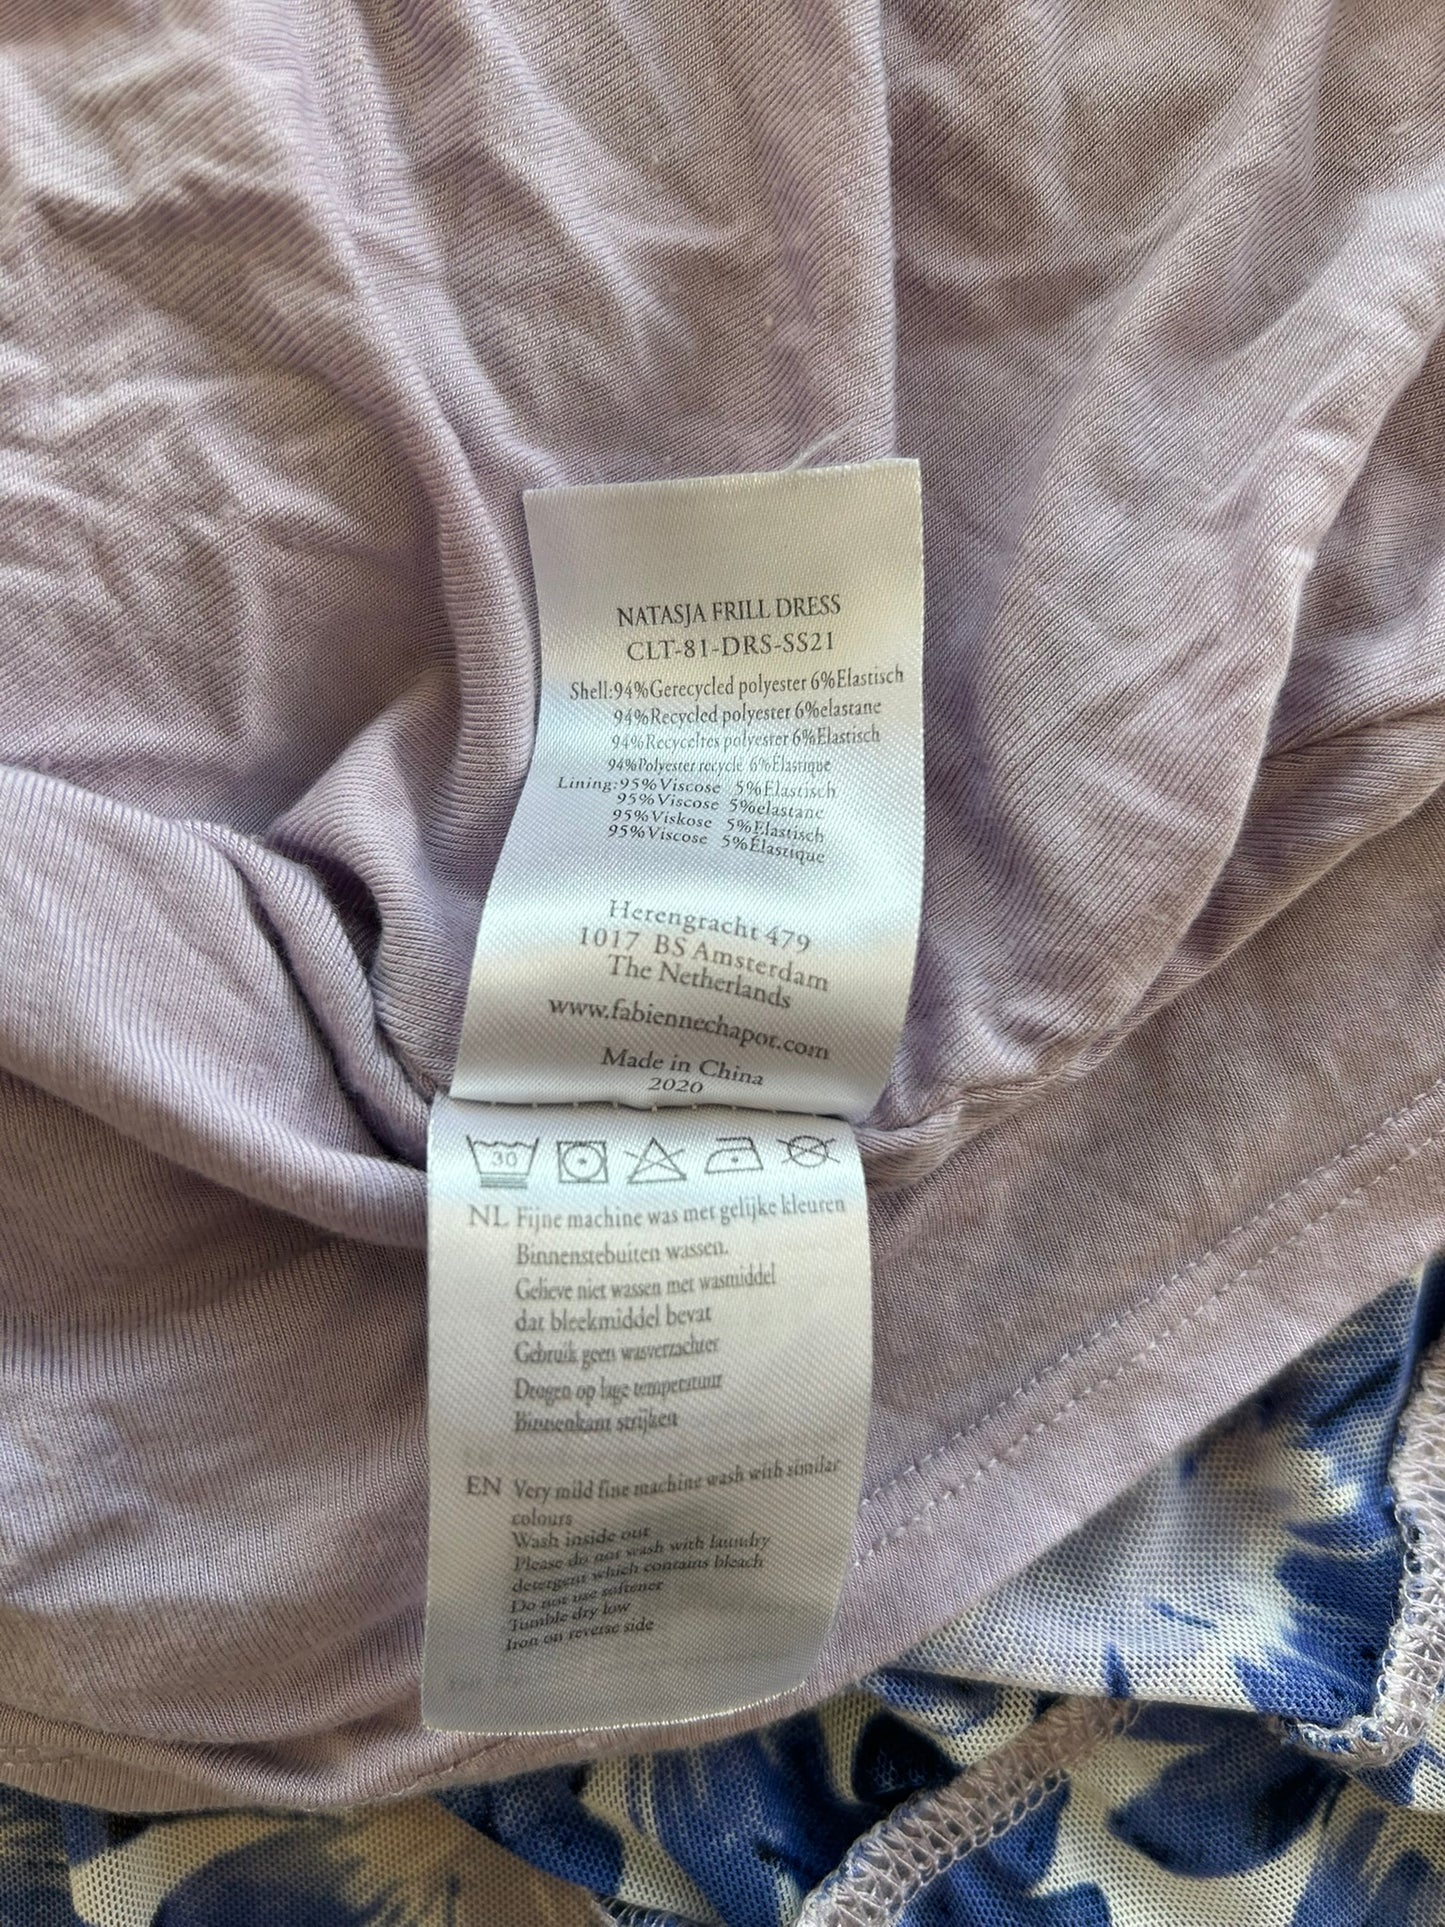 NATASJA FRILL DRESS
CLT-81-DRS-SS21
Shell:94%Gerecycled polyester 6%Elastisch
94%Recycled polyester 6%elastane
94%Recyceltes polyester 6%Elastisch
94%Polyester recycle 6%Elastique
Lining:95%Viscose 5%Elastisch
95%Viscose 5%elastane
95%Viskose 5%Elastisch
95%Viscose 5%Élastique
Herengracht 479
1017 BS Amsterdam
The Netherlands
www.fabiennechapot.com
Made in China
2020
30
NL Fijne machine was met gelijke kleuren
Binnenstebuiten wassen.
Gelieve niet wassen met wasmiddel
dat bleekmiddel bevat
Gebruik geen wasverzachter
Drogen op lage temperatuur
Binnenkant strijken
EN Very mild fine machine wash with similar
colours
Wash inside out
Please do not wash with laundry
detergent which contains bleach
Do not use softener
Tumble dry low
Iron on reverse side